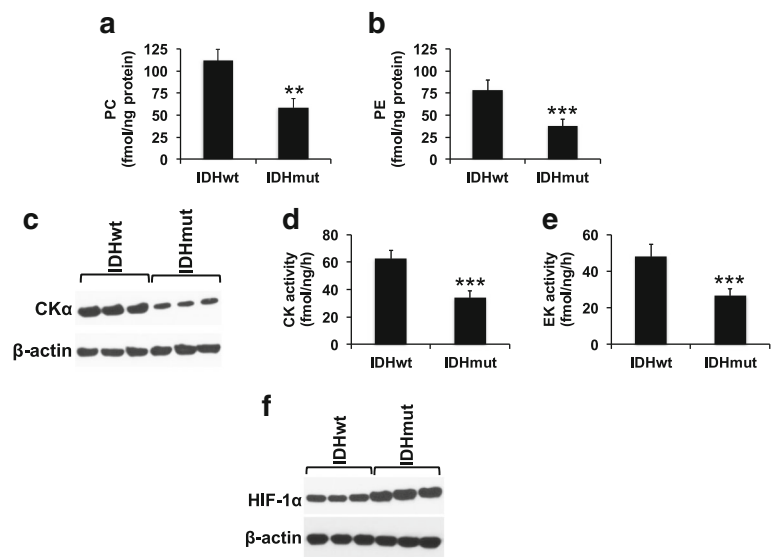 a
PC
(fmol/ng protein)
125
100
75
50
25
0
**
IDHwt
IDHmut
b
PE
(fmol/ng protein)
125
100
75
50
25
0
***
IDHwt
IDHmut
c
IDHwt
IDHmut
CKα
β-actin
d
CK activity
(fmol/ng/h)
80
60
40
20
0
***
IDHwt
IDHmut
e
EK activity
(fmol/ng/h)
60
40
20
0
***
IDHwt
IDHmut
f
IDHwt
IDHmut
HIF-1α
β-actin